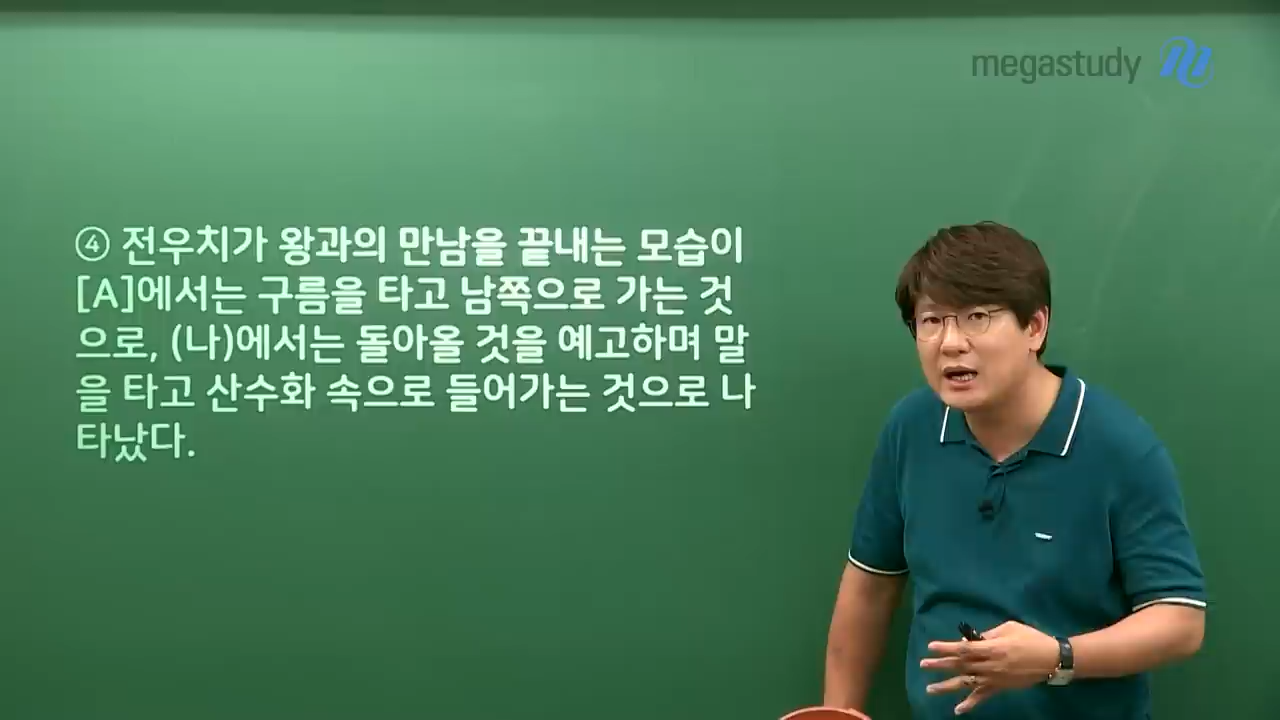 megastudy
④ 전우치가 왕과의 만남을 끝내는 모습이
[A]에서는 구름을 타고 남쪽으로 가는 것
으로, (나)에서는 돌아올 것을 예고하며 말
을 타고 산수화 속으로 들어가는 것으로 나
타났다.